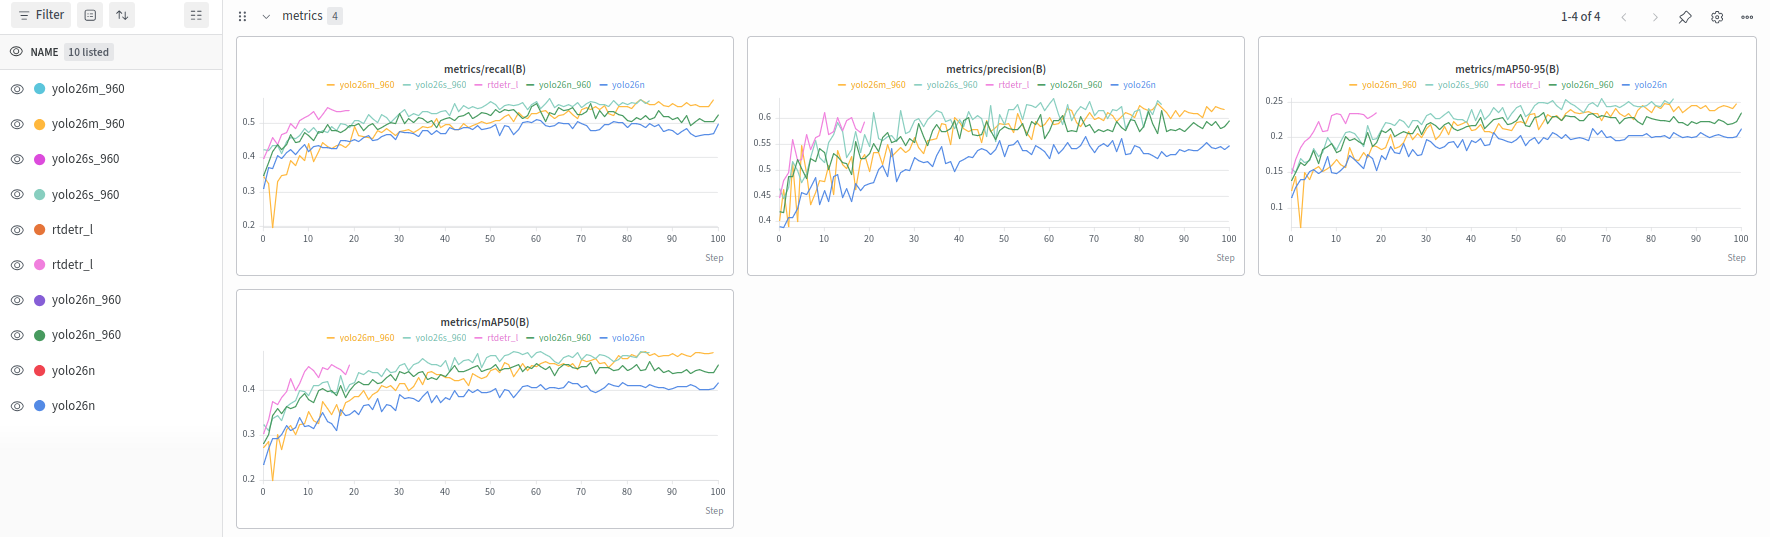 Filter
NAME 10 listed
yolo26m_960
yolo26m_960
yolo26s_960
yolo26s_960
rtdetr_l
rtdetr_l
yolo26n_960
yolo26n_960
yolo26n
yolo26n
metrics 4
1-4 of 4
metrics/recall(B)
yolo26m_960 yolo26s_960 rtdetr_l yolo26n_960 yolo26n
0.5
0.4
0.3
0.2
0 10 20 30 40 50 60 70 80 90 100
Step
metrics/precision(B)
yolo26m_960 yolo26s_960 rtdetr_l yolo26n_960 yolo26n
0.6
0.55
0.5
0.45
0.4
0 10 20 30 40 50 60 70 80 90 100
Step
metrics/mAP50-95(B)
yolo26m_960 yolo26s_960 rtdetr_l yolo26n_960 yolo26n
0.25
0.2
0.15
0.1
0 10 20 30 40 50 60 70 80 90 100
Step
metrics/mAP50(B)
yolo26m_960 yolo26s_960 rtdetr_l yolo26n_960 yolo26n
0.4
0.3
0.2
0 10 20 30 40 50 60 70 80 90 100
Step